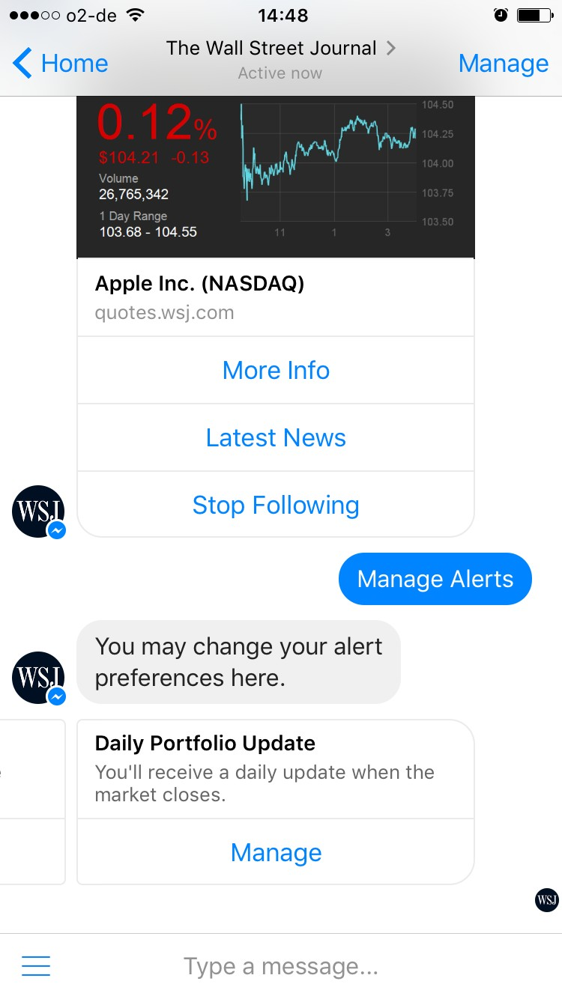 o2-de 14:48
Home The Wall Street Journal Manage
Active now
0.12%
$104.21 -0.13
Volume
26,765,342
1 Day Range
103.68 - 104.55
104.50
104.25
104.00
103.75
103.50
11 1 3
Apple Inc. (NASDAQ)
quotes.wsj.com
More Info
Latest News
Stop Following
WSJ
Manage Alerts
You may change your alert
preferences here.
WSJ
Daily Portfolio Update
You'll receive a daily update when the
market closes.
Manage
WSJ
Type a message...